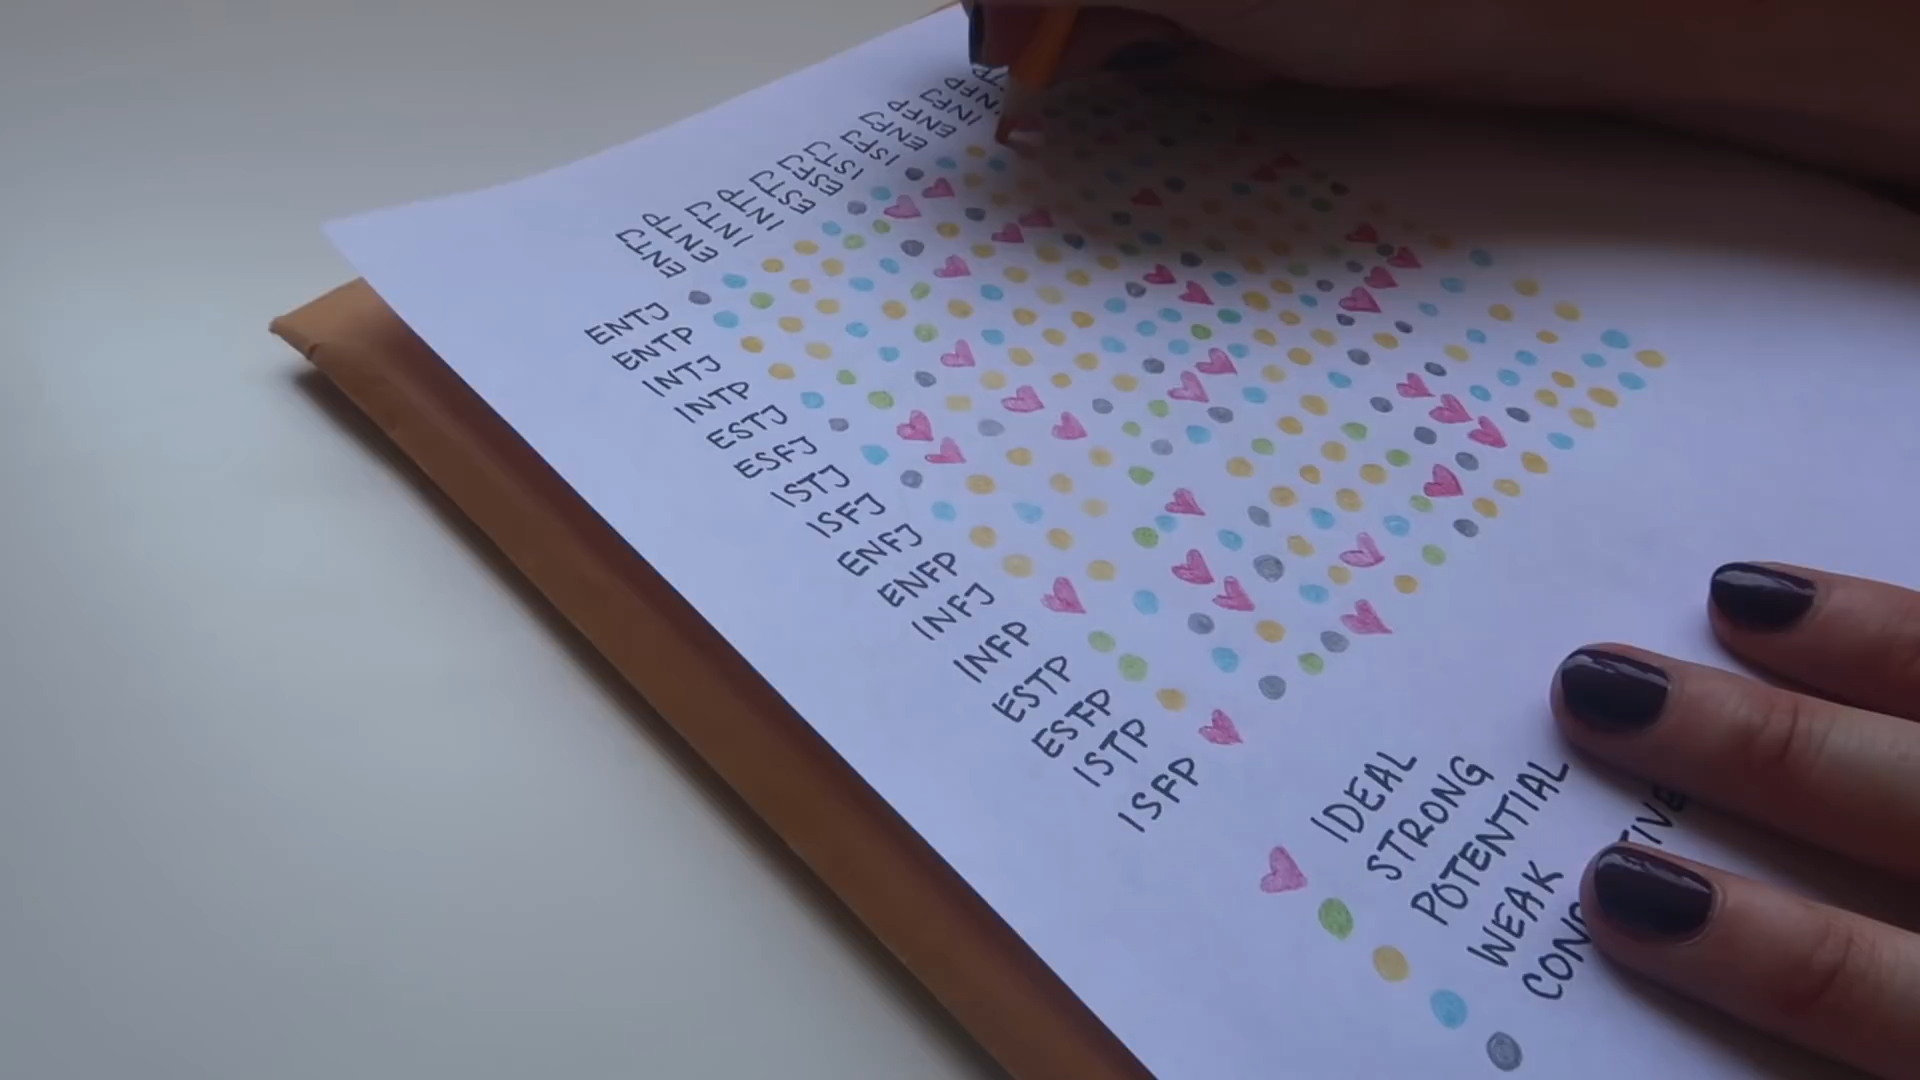 ENTJ
ENTP
INTJ
INTP
ESTJ
ESFJ
ISTJ
ISFJ
ENFJ
ENFP
INFJ
INFP
ENTJ
ENTP
INTJ
INTP
ESTJ
ESFJ
ISTJ
ISFJ
ENFJ
ENFP
INFJ
INFP
ESTP
ESFP
ISTP
ISFP
IDEAL
STRONG
POTENTIAL
WEAK